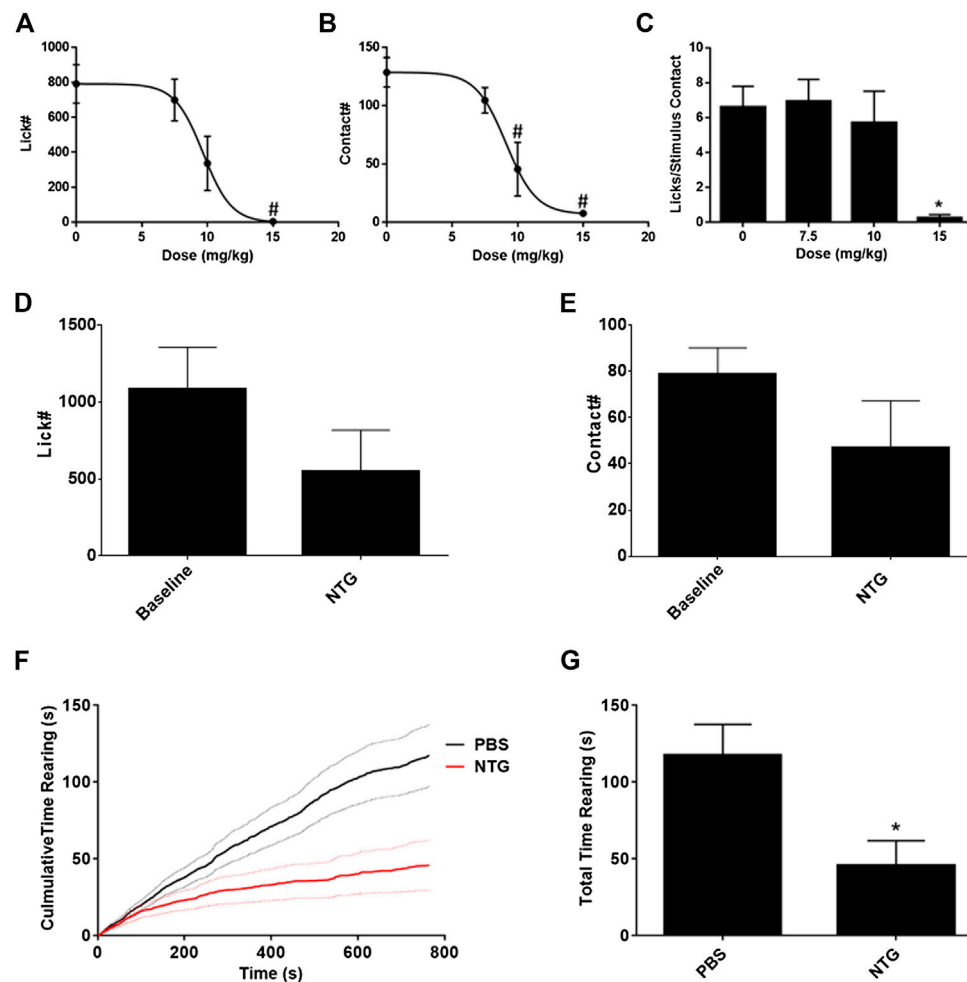 A
Lick#
1000
800
600
400
200
0
#
0
5
10
15
20
Dose (mg/kg)
B
Contact#
150
100
50
0
#
#
0
5
10
15
20
Dose (mg/kg)
C
Licks/Stimulus Contact
10
8
6
4
2
0
*
0
7.5
10
15
Dose (mg/kg)
D
Lick#
1500
1000
500
0
Baseline
NTG
E
Contact#
100
80
60
40
20
0
Baseline
NTG
F
CulmativeTime Rearing (s)
150
100
50
0
PBS
NTG
0
200
400
600
800
Time (s)
G
Total Time Rearing (s)
150
100
50
0
*
PBS
NTG